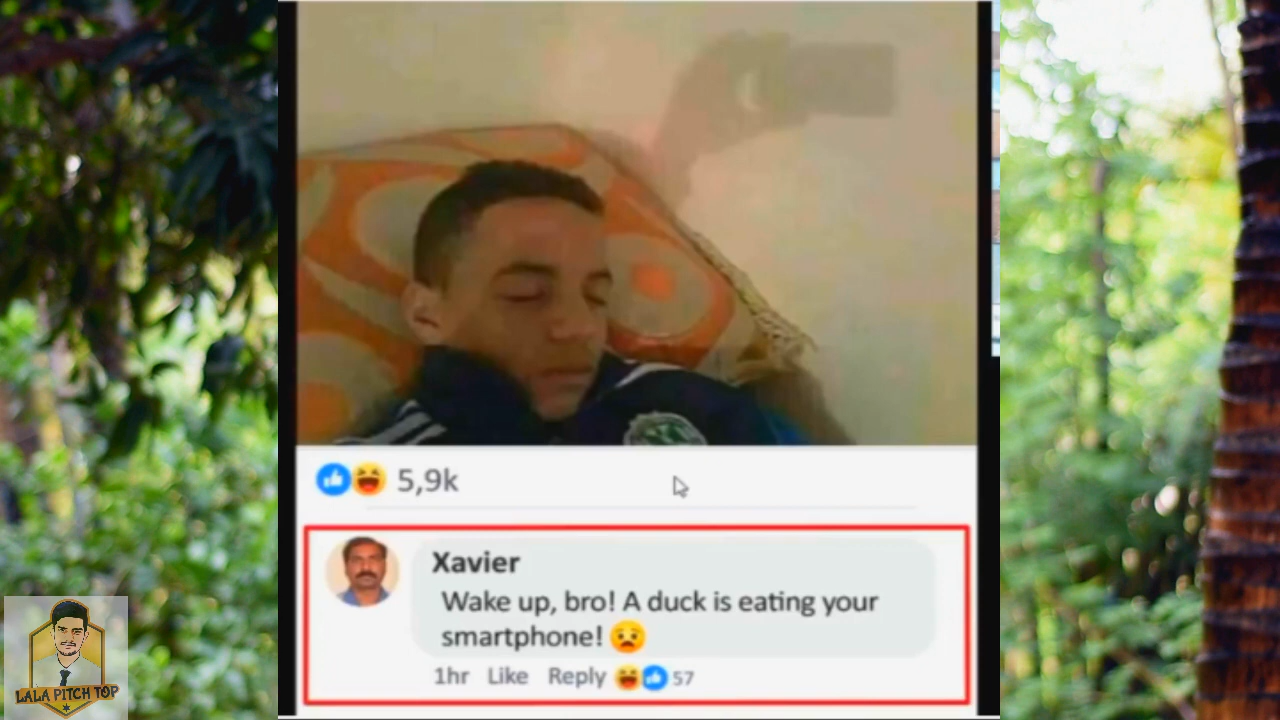 5,9k
Xavier
Wake up, bro! A duck is eating your
smartphone! 😟
1hr Like Reply 57
LALA PITCH TOP